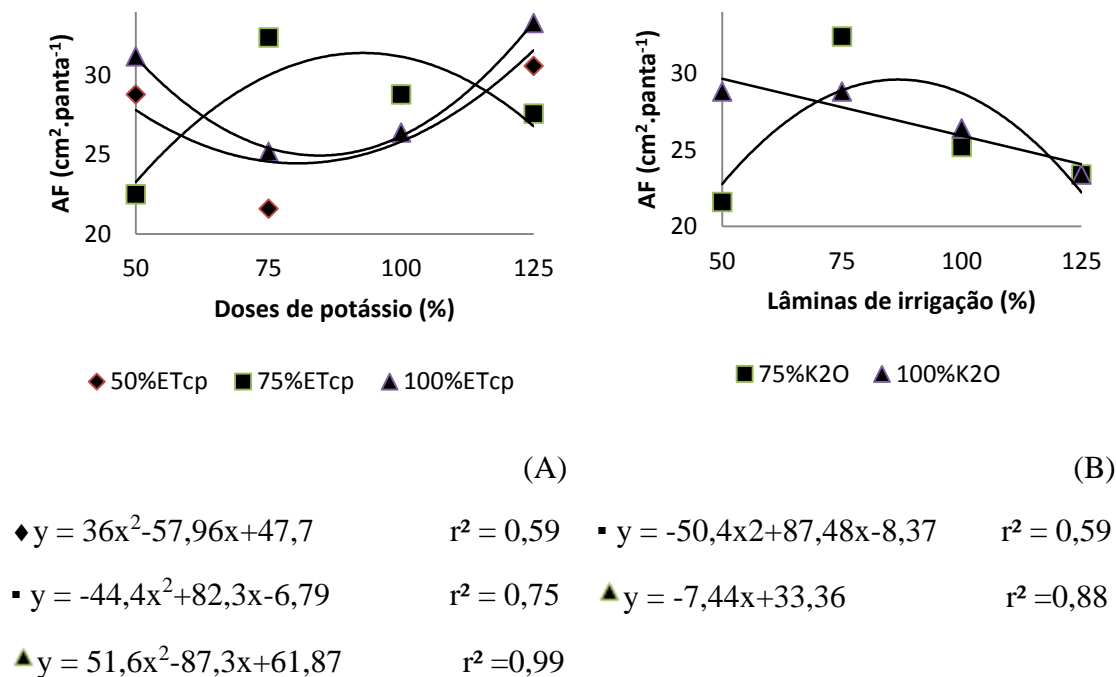 AF (cm².panta⁻¹)
30
25
20
50 75 100 125
Doses de potássio (%)
50%ETcp 75%ETcp 100%ETcp
(A)
y = 36x²-57,96x+47,7 r² = 0,59
y = -44,4x²+82,3x-6,79 r² = 0,75
y = 51,6x²-87,3x+61,87 r² =0,99
AF (cm².panta⁻¹)
30
25
20
50 75 100 125
Lâminas de irrigação (%)
75%K2O 100%K2O
(B)
y = -50,4x2+87,48x-8,37 r² = 0,59
y = -7,44x+33,36 r² =0,88